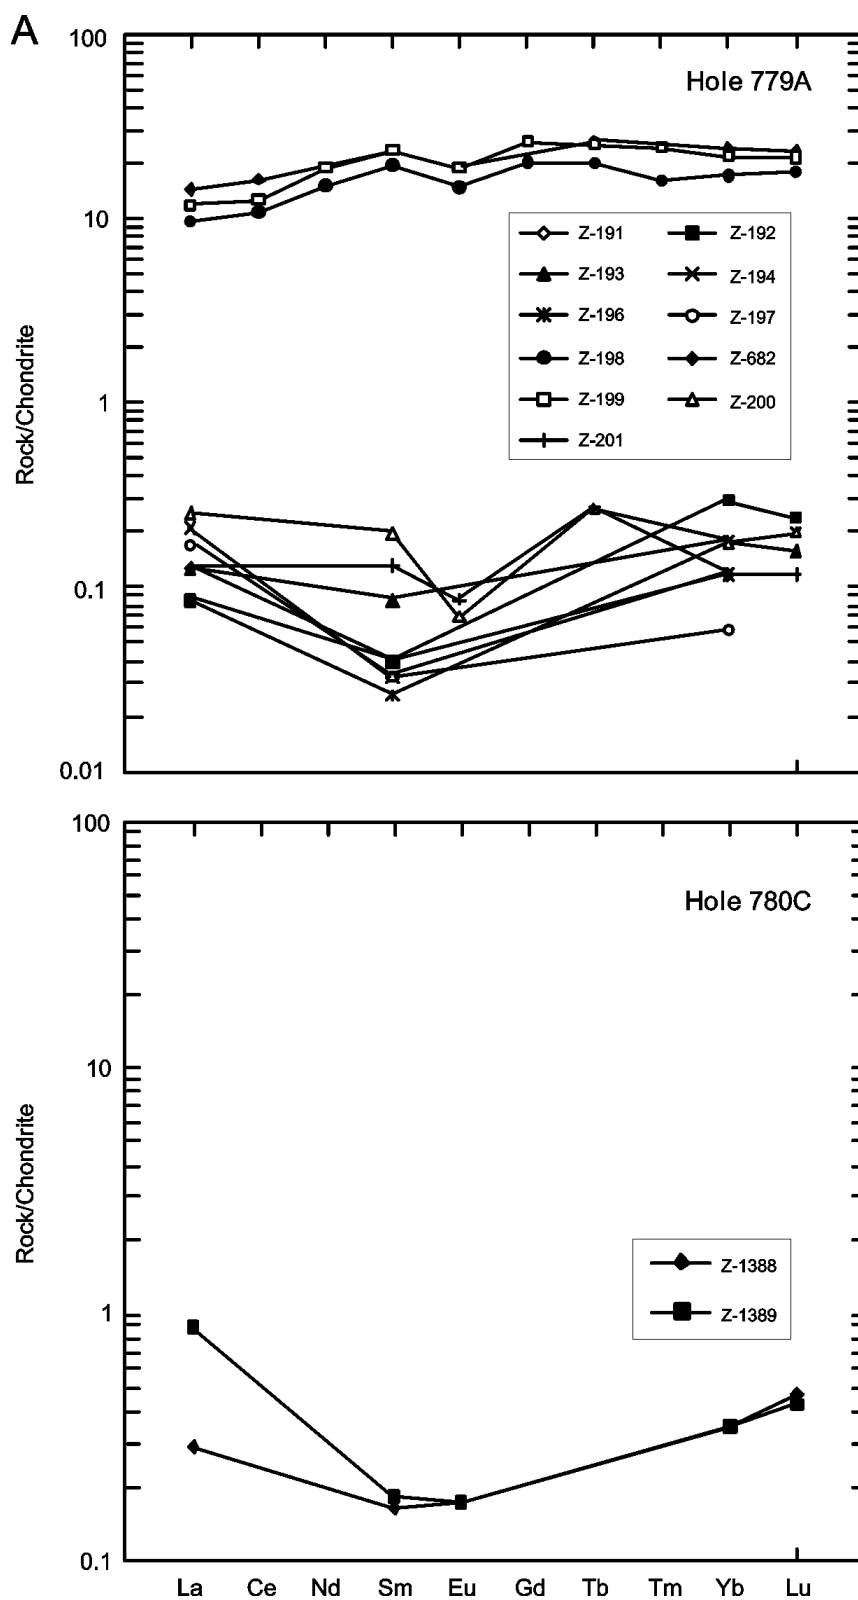 A
100
Hole 779A
10
Z-191 Z-192
Z-193 Z-194
Z-196 Z-197
Z-198 Z-682
Z-199 Z-200
Z-201
Rock/Chondrite
1
0.1
0.01
100
Hole 780C
10
Rock/Chondrite
Z-1388
Z-1389
1
0.1
La Ce Nd Sm Eu Gd Tb Tm Yb Lu